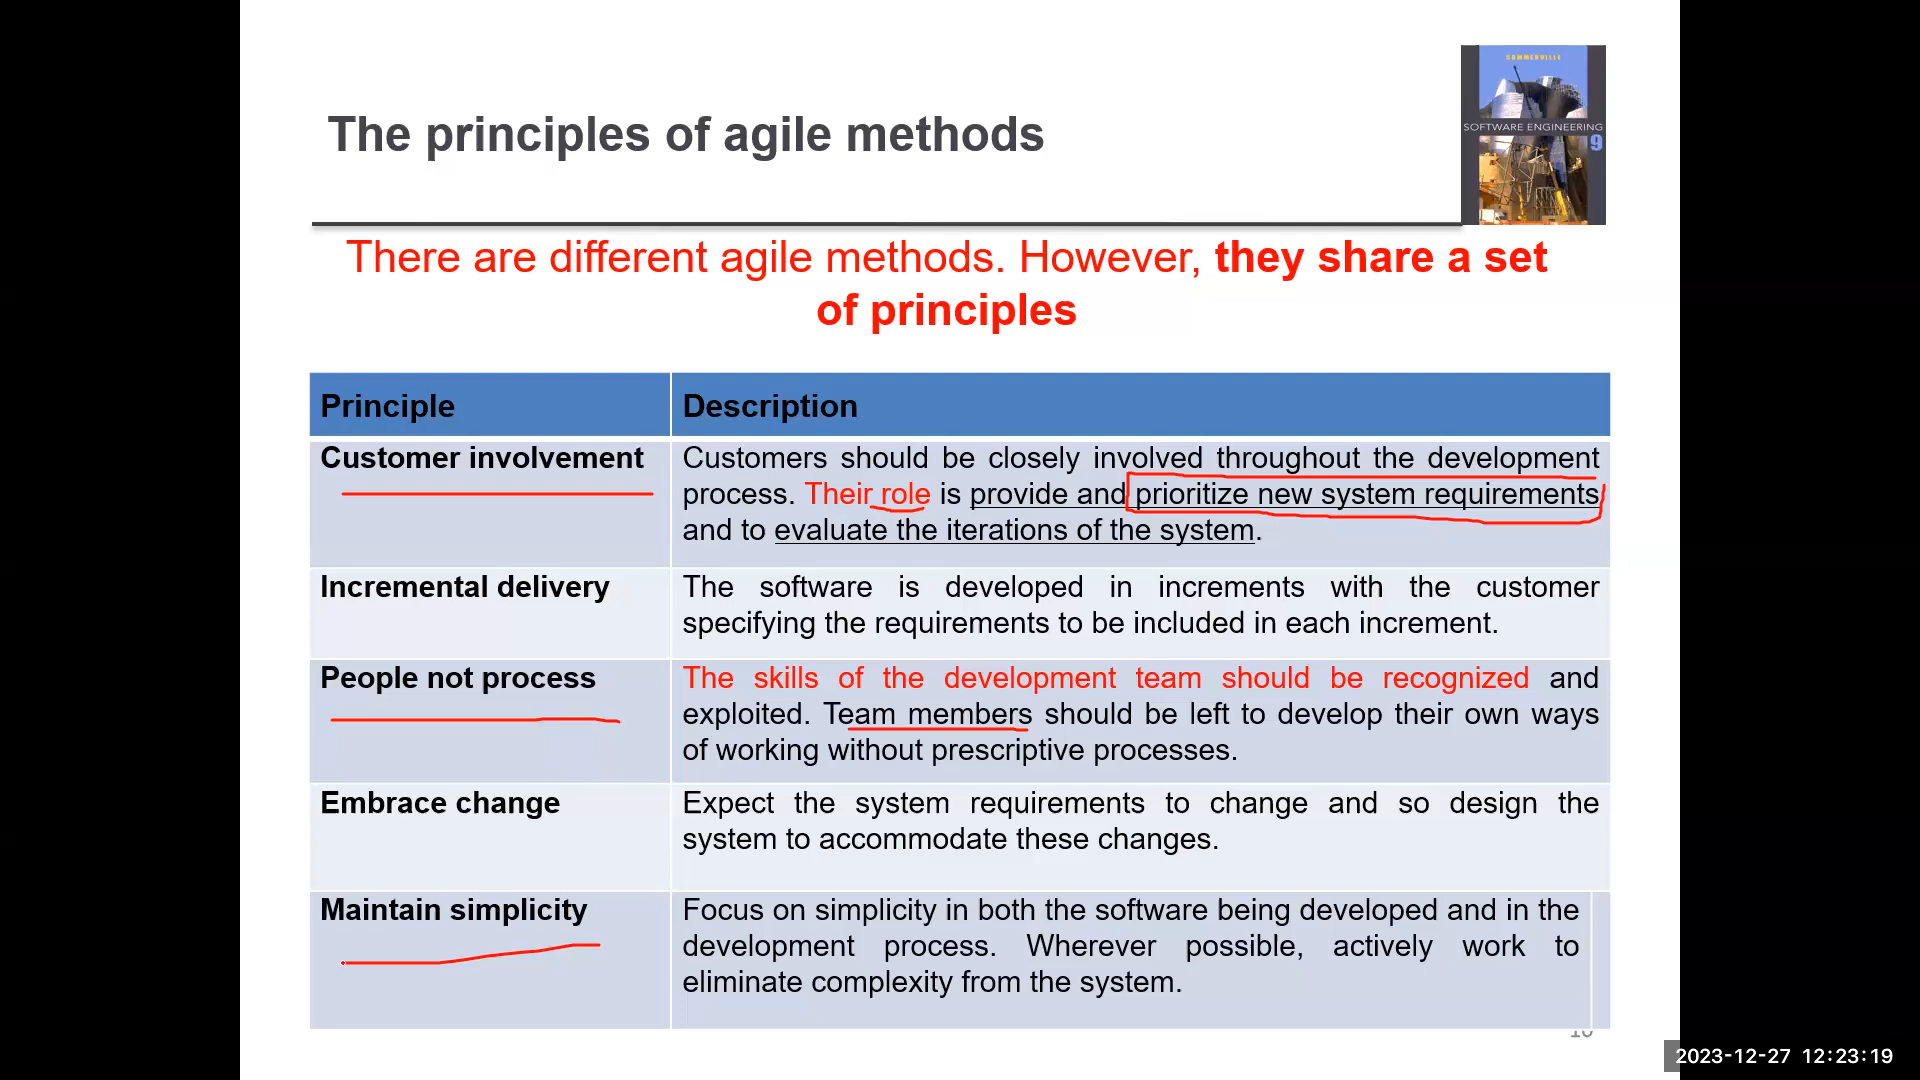 The principles of agile methods
SOMMERVILLE
SOFTWARE ENGINEERING
9
There are different agile methods. However, they share a set
of principles
Principle
Description
Customer involvement
Customers should be closely involved throughout the development
process. Their role is provide and prioritize new system requirements
and to evaluate the iterations of the system.
Incremental delivery
The software is developed in increments with the customer
specifying the requirements to be included in each increment.
People not process
The skills of the development team should be recognized and
exploited. Team members should be left to develop their own ways
of working without prescriptive processes.
Embrace change
Expect the system requirements to change and so design the
system to accommodate these changes.
Maintain simplicity
Focus on simplicity in both the software being developed and in the
development process. Wherever possible, actively work to
eliminate complexity from the system.
2023-12-27 12:23:19